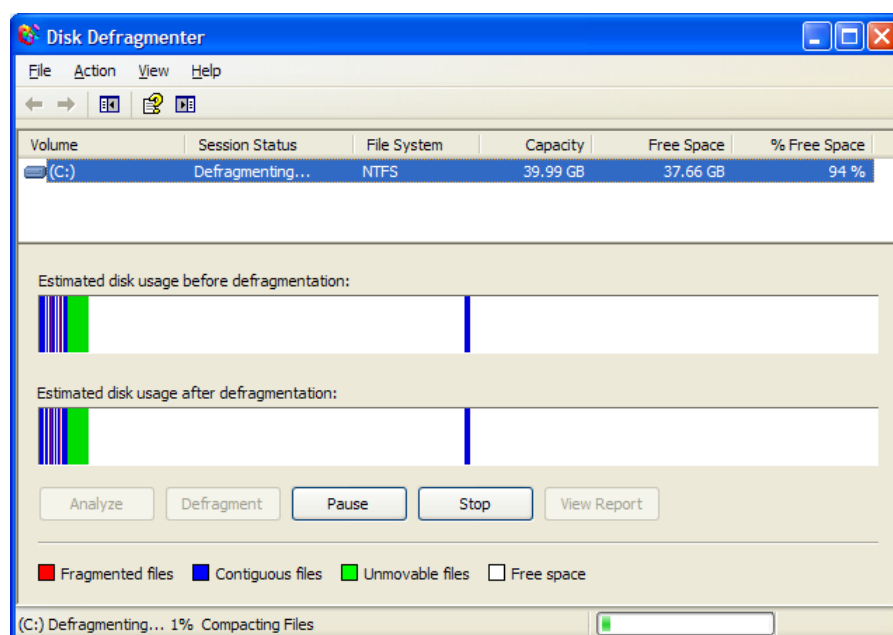 Disk Defragmenter
File Action View Help
Volume Session Status File System Capacity Free Space % Free Space
(C:) Defragmenting... NTFS 39.99 GB 37.66 GB 94 %
Estimated disk usage before defragmentation:
Estimated disk usage after defragmentation:
Analyze Defragment Pause Stop View Report
Fragmented files Contiguous files Unmovable files Free space
(C:) Defragmenting... 1% Compacting Files